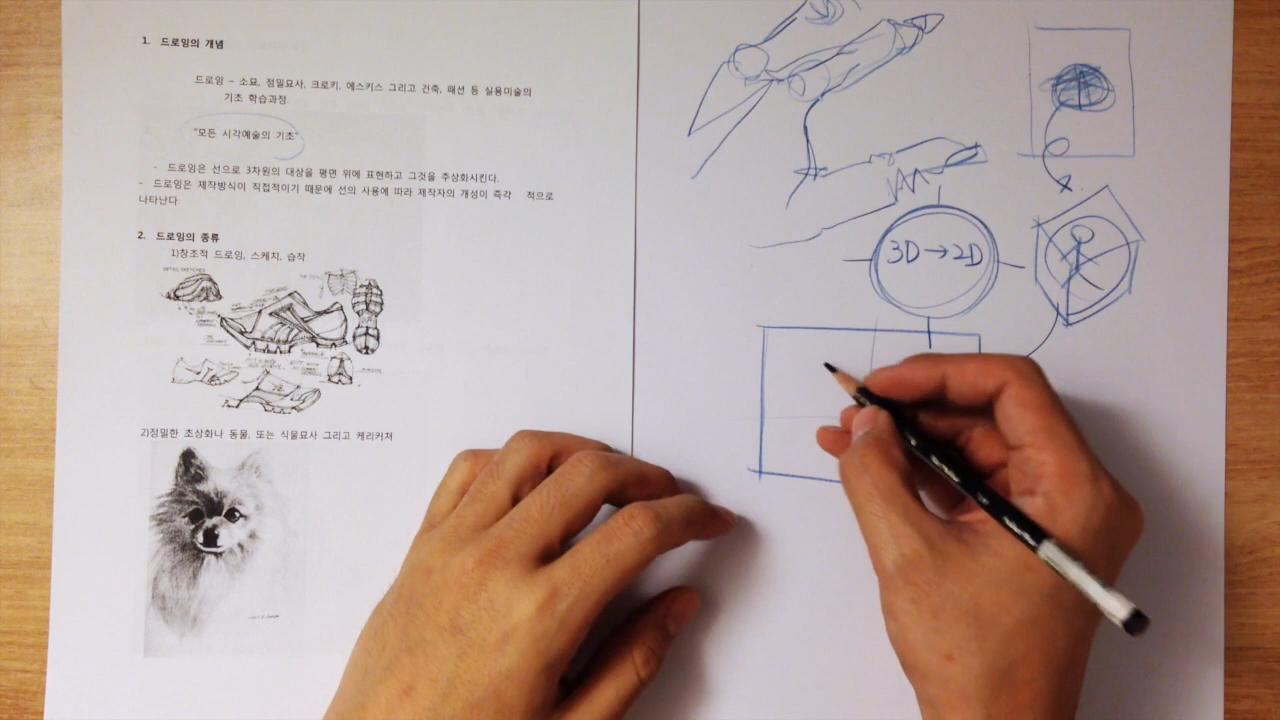 1. 드로잉의 개념
드로잉 – 소묘, 정밀묘사, 크로키, 에스키스 그리고 건축, 패션 등 실용미술의
기초 학습과정
"모든 시각예술의 기초"
- 드로잉은 선으로 3차원의 대상을 평면 위에 표현하고 그것을 추상화시킨다.
- 드로잉은 제작방식이 직접적이기 때문에 선의 사용에 따라 제작자의 개성이 즉각 적으로
나타난다.
2. 드로잉의 종류
1)창조적 드로잉, 스케치, 습작
DETAIL SKETCHES
2)정밀한 초상화나 동물, 또는 식물묘사 그리고 케리커쳐
3D→2D